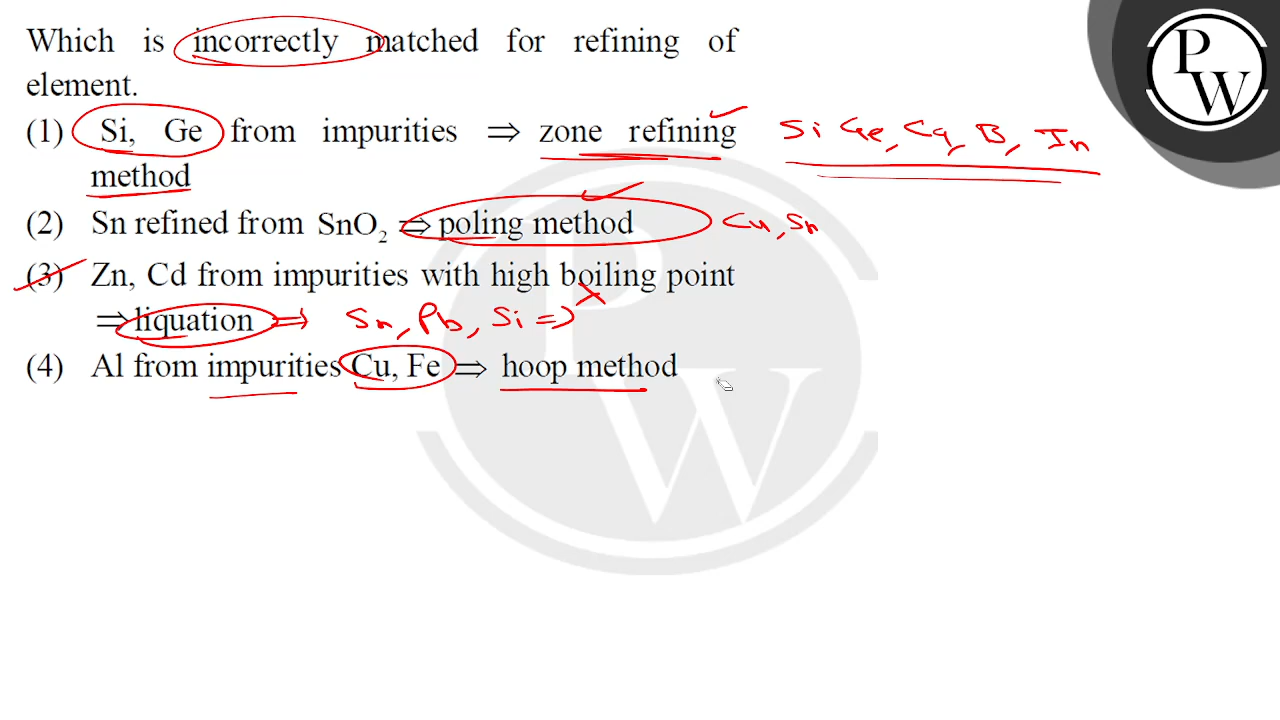 Which is incorrectly matched for refining of
element.
(1) Si, Ge from impurities ⇒ zone refining
method
Si Ge, Ca, B, In
(2) Sn refined from SnO₂ ⇒ poling method
Cu, Sn
(3) Zn, Cd from impurities with high boiling point
⇒ liquation ⇒ Sn, Pb, Si ⇒
(4) Al from impurities Cu, Fe ⇒ hoop method
P
W
P
W